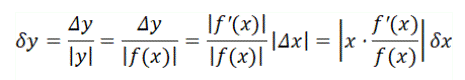 δy = Δy/|y| = Δy/|f(x)| = |f'(x)|/|f(x)| |Δx| = |x · f'(x)/f(x)| δx